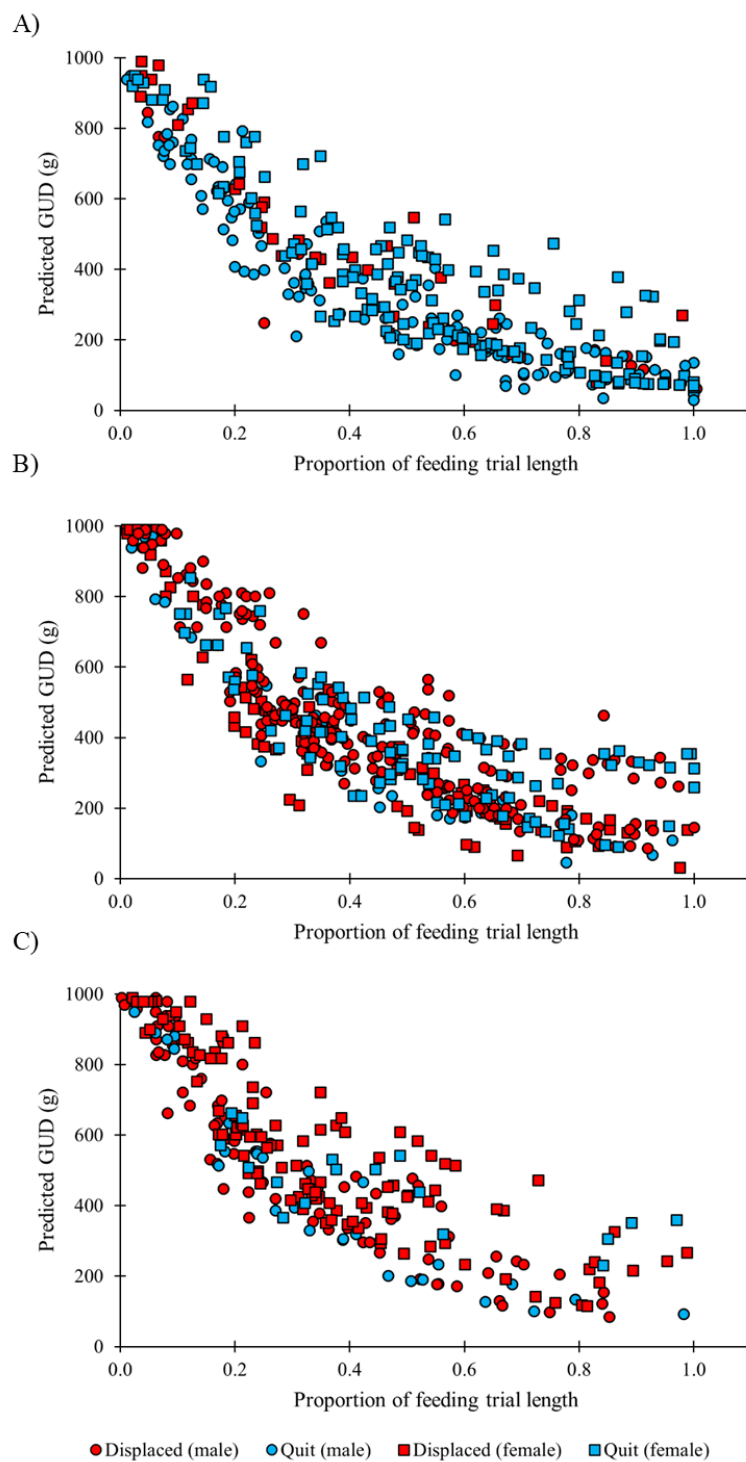 A)
1000
800
600
400
200
0
Predicted GUD (g)
0.0 0.2 0.4 0.6 0.8 1.0
Proportion of feeding trial length
B)
1000
800
600
400
200
0
Predicted GUD (g)
0.0 0.2 0.4 0.6 0.8 1.0
Proportion of feeding trial length
C)
1000
800
600
400
200
0
Predicted GUD (g)
0.0 0.2 0.4 0.6 0.8 1.0
Proportion of feeding trial length
Displaced (male) Quit (male) Displaced (female) Quit (female)